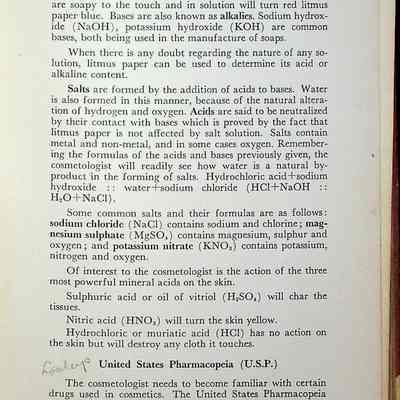 are soapy to the touch and in solution will turn red litmus
paper blue. Bases are also known as alkalies. Sodium hydrox-
ide (NaOH), potassium hydroxide (KOH) are common
bases, both being used in the manufacture of soaps.
When there is any doubt regarding the nature of any so-
lution, litmus paper can be used to determine its acid or
alkaline content.
Salts are formed by the addition of acids to bases. Water
is also formed in this manner, because of the natural altera-
tion of hydrogen and oxygen. Acids are said to be neutralized
by their contact with bases which is proved by the fact that
litmus paper is not affected by salt solution. Salts contain
metal and non-metal, and in some cases oxygen. Remember-
ing the formulas of the acids and bases previously given, the
cosmetologist will readily see how water is a natural by-
product in the forming of salts. Hydrochloric acid+sodium
hydroxide :: water+sodium chloride (HCl+NaOH ::
H₂O+NaCl).
Some common salts and their formulas are as follows:
sodium chloride (NaCl) contains sodium and chlorine; mag-
nesium sulphate (MgSO₄) contains magnesium, sulphur and
oxygen; and potassium nitrate (KNO₃) contains potassium,
nitrogen and oxygen.
Of interest to the cosmetologist is the action of the three
most powerful mineral acids on the skin.
Sulphuric acid or oil of vitriol (H₂SO₄) will char the
tissues.
Nitric acid (HNO₃) will turn the skin yellow.
Hydrochloric or muriatic acid (HCl) has no action on
the skin but will destroy any cloth it touches.
United States Pharmacopeia (U.S.P.)
The cosmetologist needs to become familiar with certain
drugs used in cosmetics. The United States Pharmacopeia